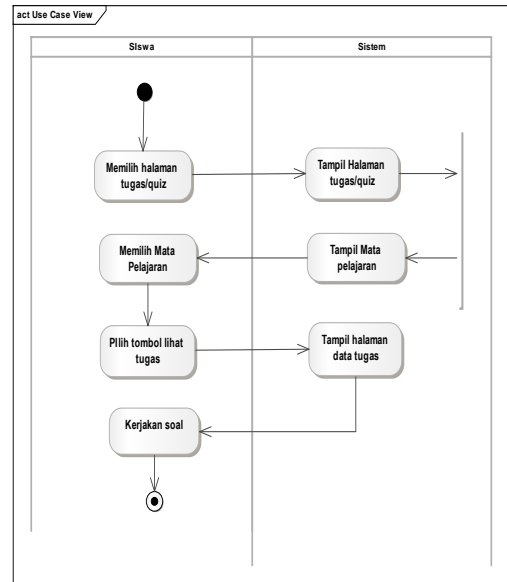 act Use Case View
SIswa
Sistem
Memilih halaman
tugas/quiz
Tampil Halaman
tugas/quiz
Memilih Mata
Pelajaran
Tampil Mata
pelajaran
PIlih tombol lihat
tugas
Tampil halaman
data tugas
Kerjakan soal